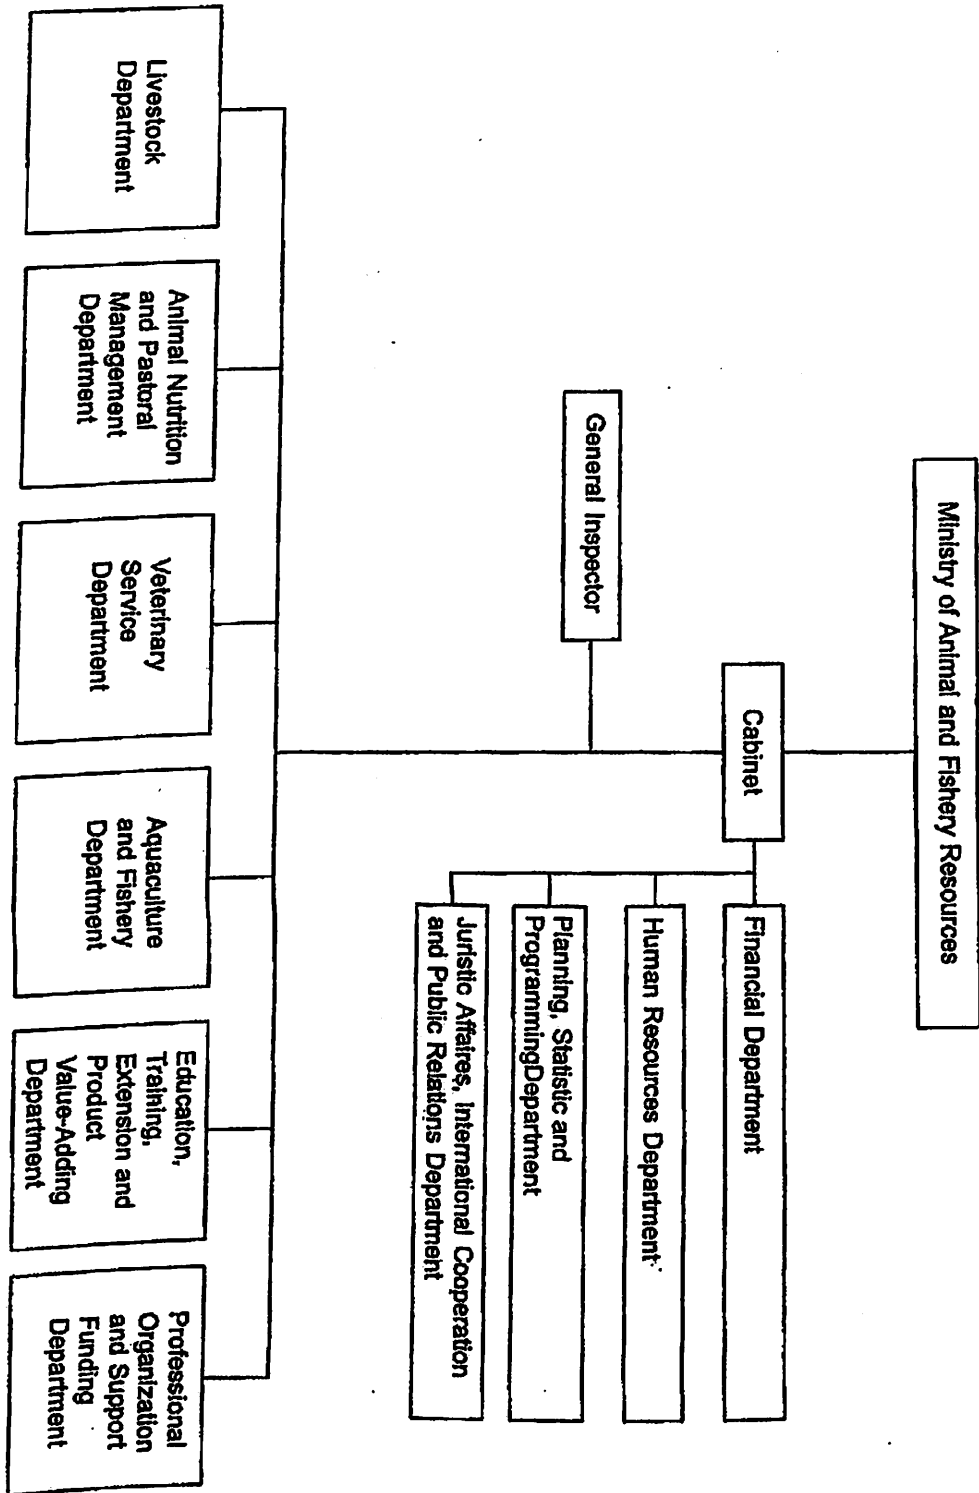 Ministry of Animal and Fishery Resources
Cabinet
Financial Department
Human Resources Department
Planning, Statistic and
ProgrammingDepartment
Juristic Affaires, International Cooperation
and Public Relations Department
General Inspector
Livestock
Department
Animal Nutrition
and Pastoral
Management
Department
Veterinary
Service
Department
Aquaculture
and Fishery
Department
Education,
Training,
Extension and
Product
Value-Adding
Department
Professional
Organization
and Support
Funding
Department